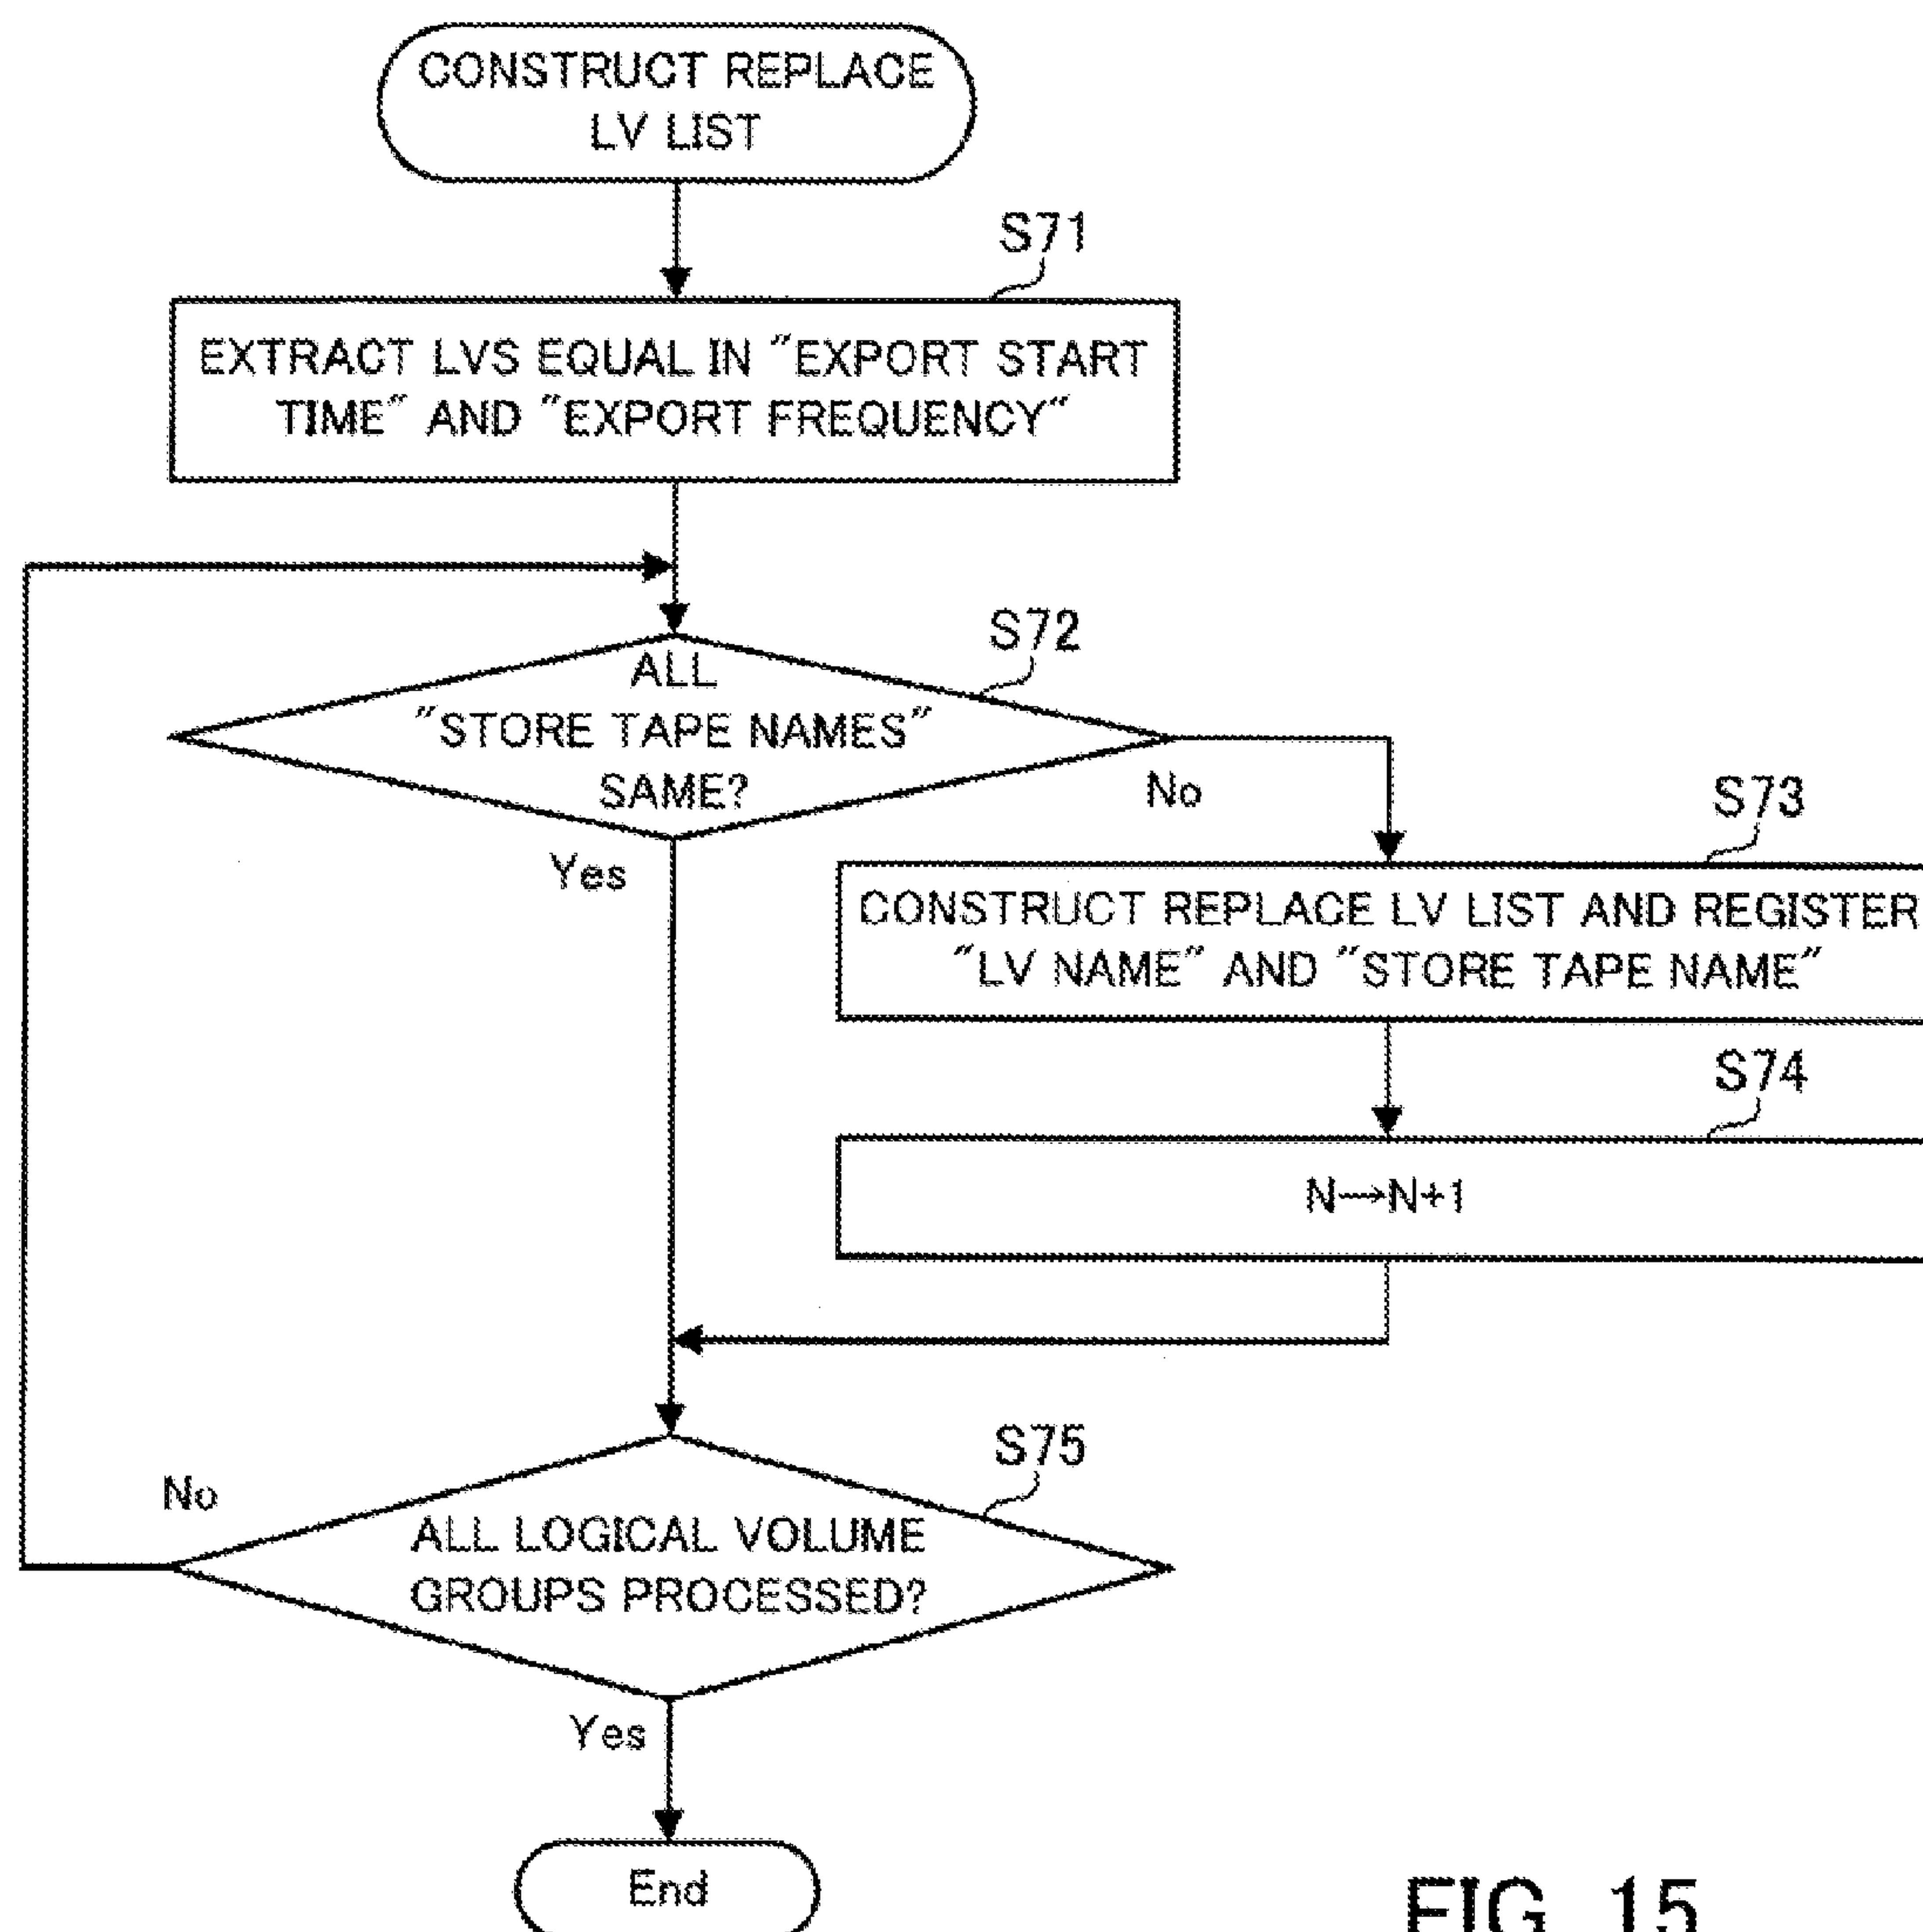 CONSTRUCT REPLACE
LV LIST
S71
EXTRACT LVS EQUAL IN "EXPORT START
TIME" AND "EXPORT FREQUENCY"
S72
ALL
"STORE TAPE NAMES"
SAME?
No
Yes
S73
CONSTRUCT REPLACE LV LIST AND REGISTER
"LV NAME" AND "STORE TAPE NAME"
S74
N→N+1
S75
No
ALL LOGICAL VOLUME
GROUPS PROCESSED?
Yes
End
FIG. 15